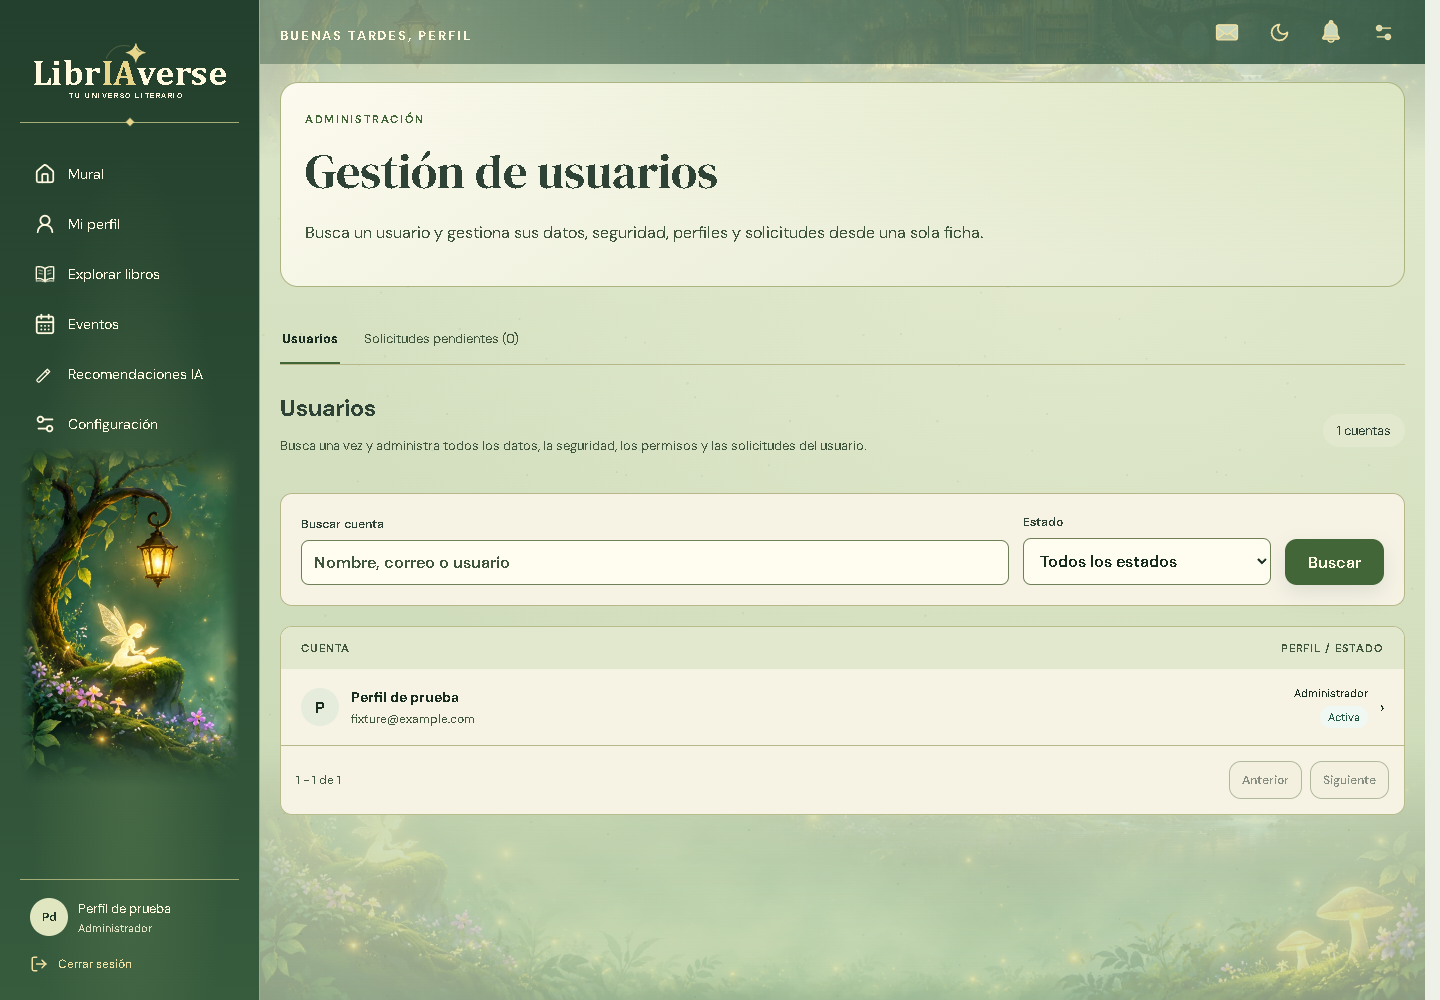 LibrIAverse
TU UNIVERSO LITERARIO
Mural
Mi perfil
Explorar libros
Eventos
Recomendaciones IA
Configuración
Pd
Perfil de prueba
Administrador
Cerrar sesión
BUENAS TARDES, PERFIL
ADMINISTRACIÓN
Gestión de usuarios
Busca un usuario y gestiona sus datos, seguridad, perfiles y solicitudes desde una sola ficha.
Usuarios
Solicitudes pendientes (0)
Usuarios
Busca una vez y administra todos los datos, la seguridad, los permisos y las solicitudes del usuario.
1 cuentas
Buscar cuenta
Nombre, correo o usuario
Estado
Todos los estados
Buscar
CUENTA
PERFIL / ESTADO
P
Perfil de prueba
fixture@example.com
Administrador
Activa
1–1 de 1
Anterior
Siguiente